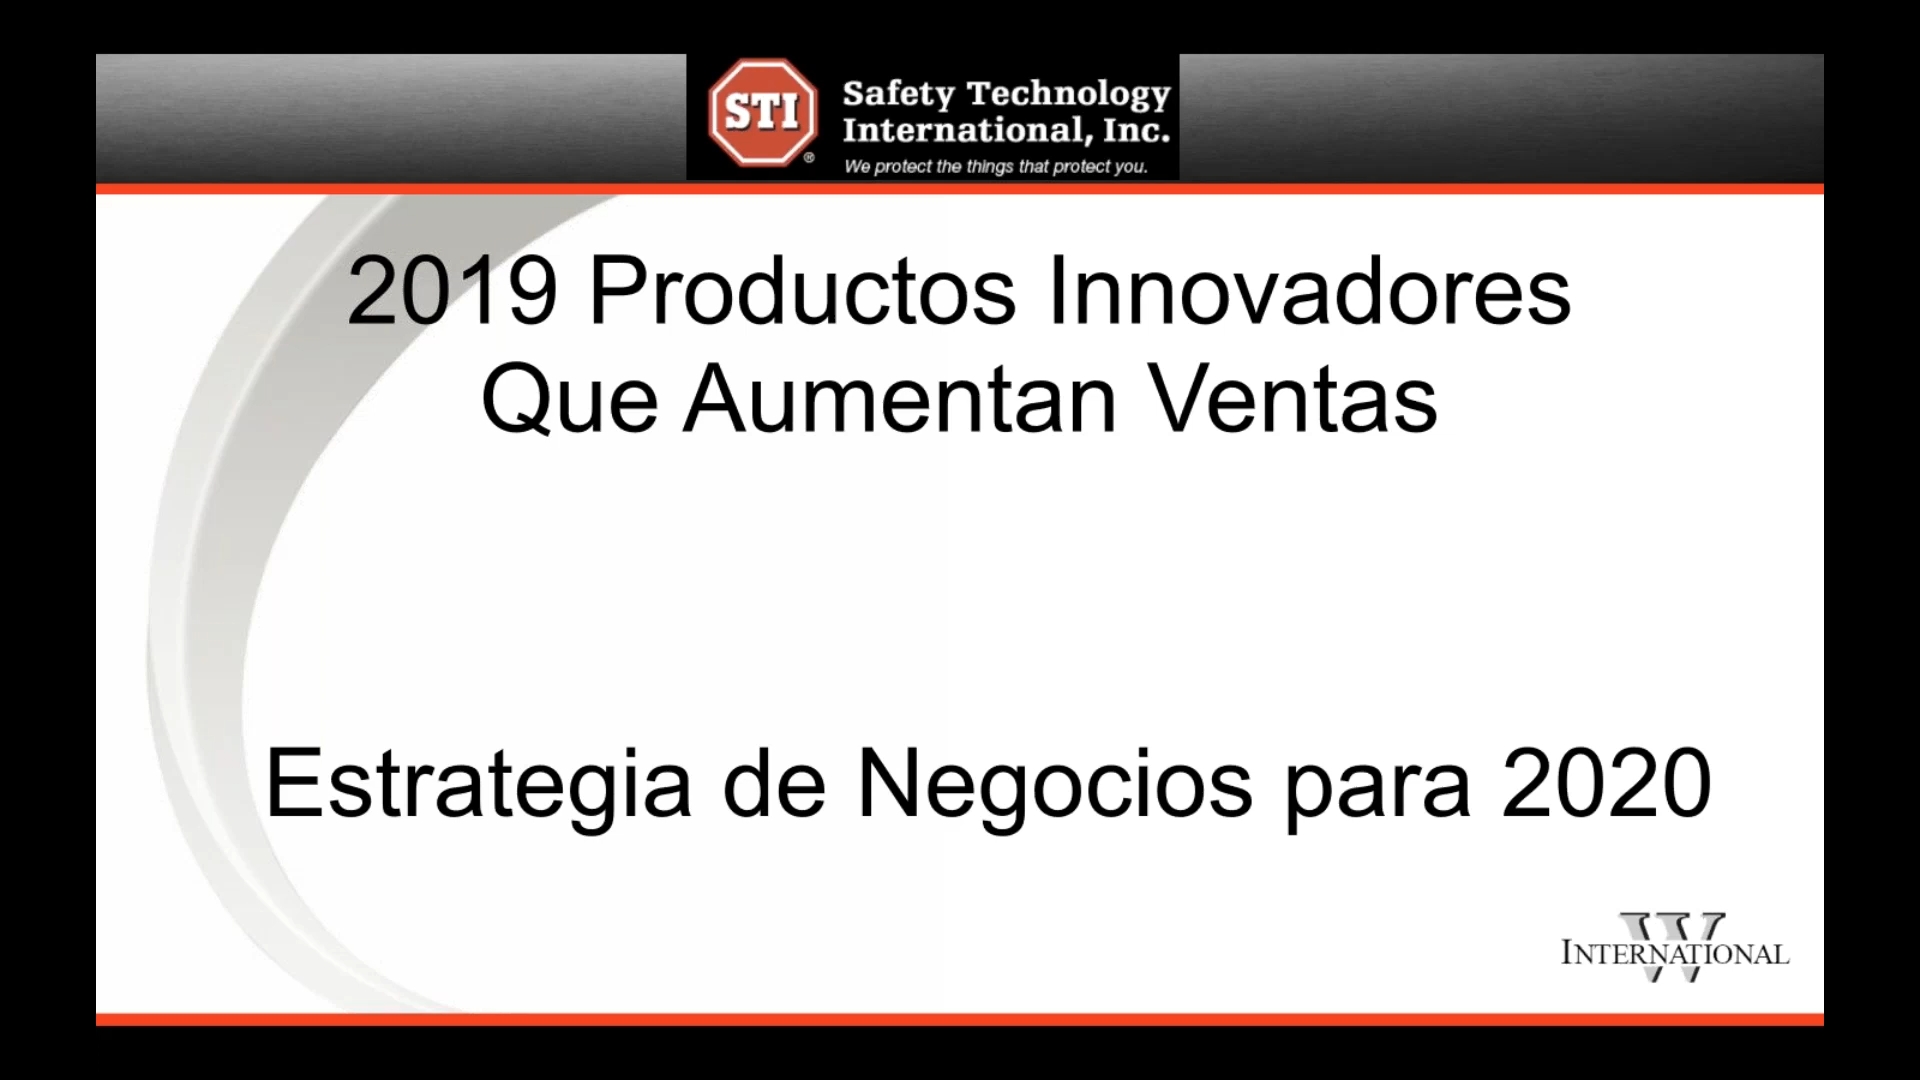 STI
®
Safety Technology
International, Inc.
We protect the things that protect you.
2019 Productos Innovadores
Que Aumentan Ventas
Estrategia de Negocios para 2020
W
INTERNATIONAL